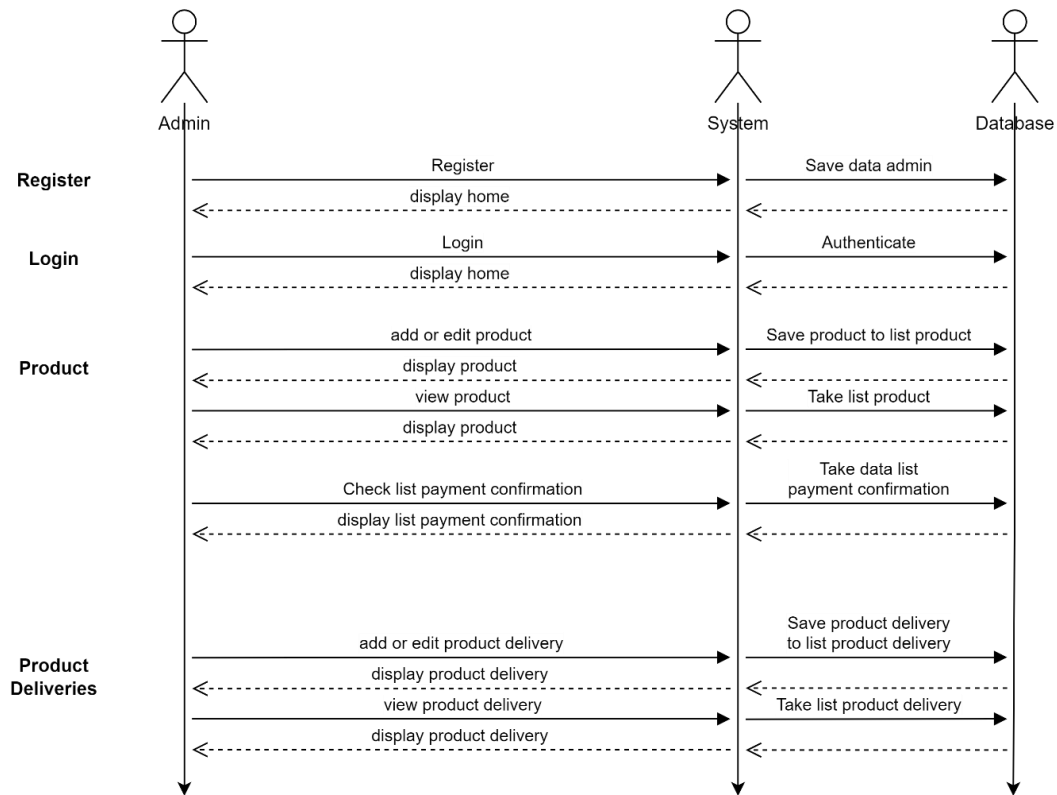 Admin
System
Database
Register
Register
Save data admin
display home
Login
Login
Authenticate
display home
Product
add or edit product
Save product to list product
display product
view product
Take list product
display product
Check list payment confirmation
Take data list
payment confirmation
display list payment confirmation
Product
Deliveries
add or edit product delivery
Save product delivery
to list product delivery
display product delivery
view product delivery
Take list product delivery
display product delivery